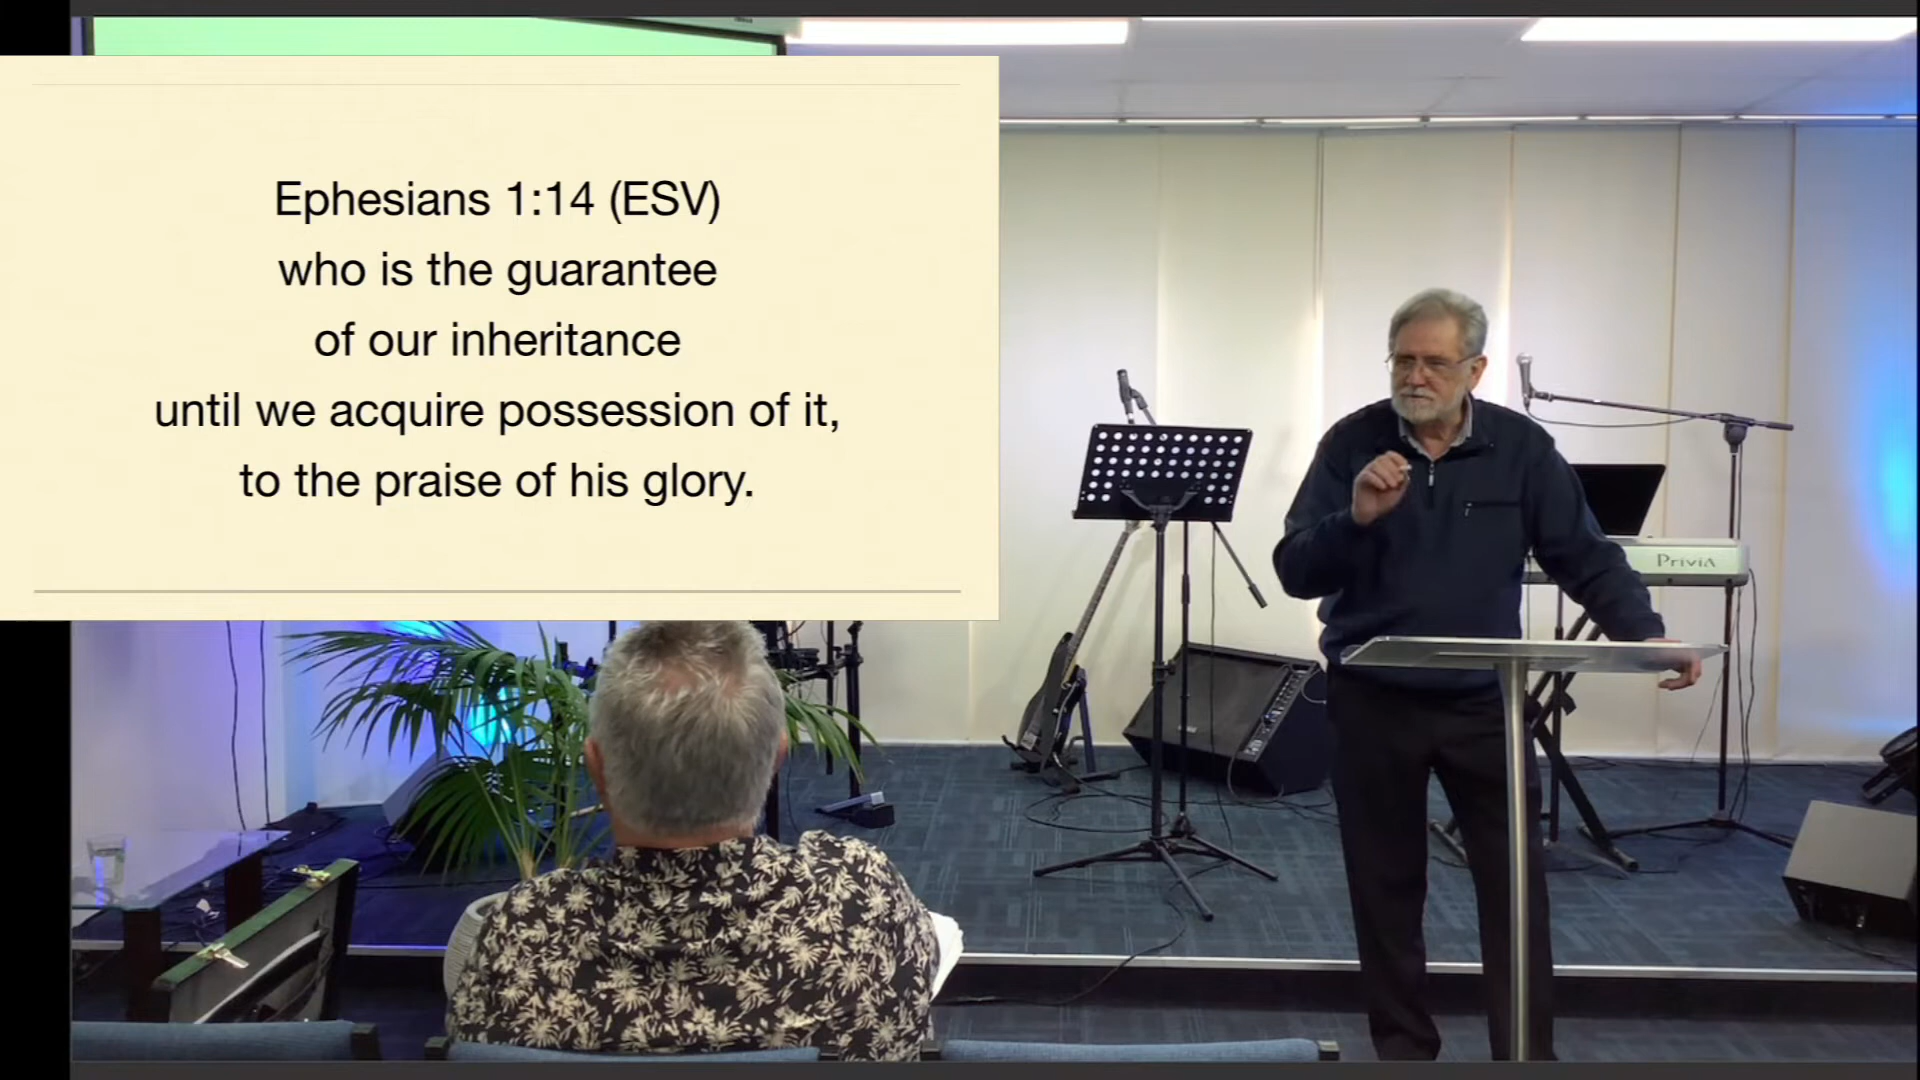 Ephesians 1:14 (ESV)
who is the guarantee
of our inheritance
until we acquire possession of it,
to the praise of his glory.
Privia